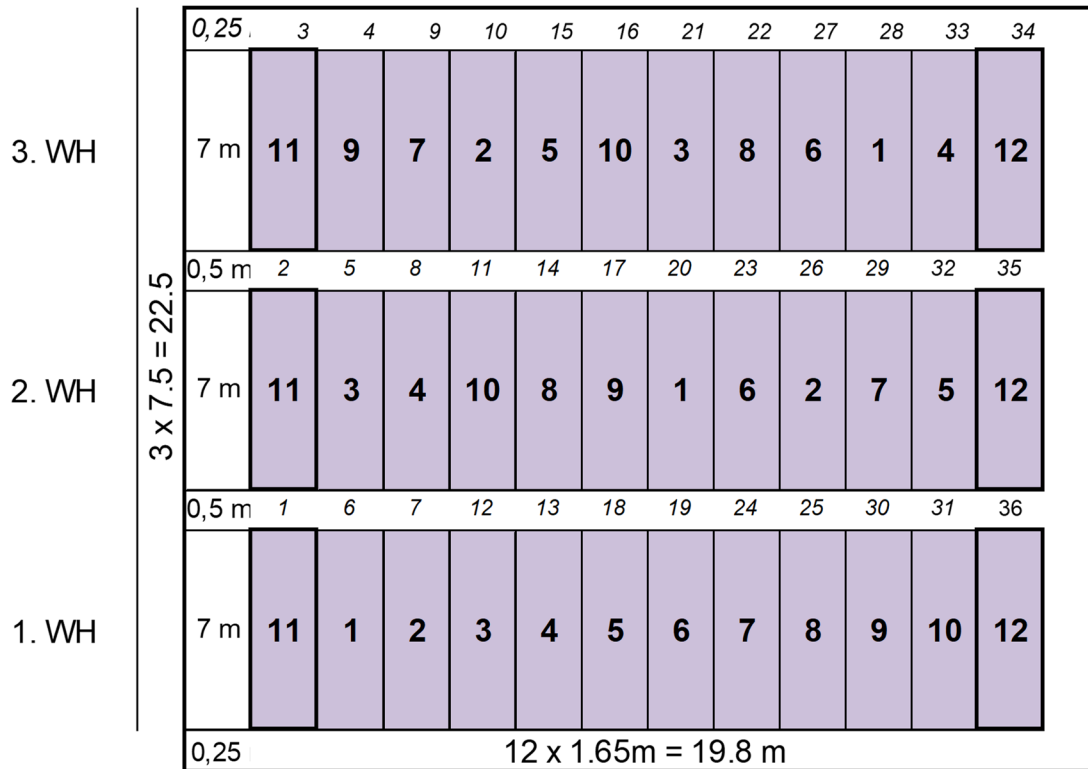 0,25 3 4 9 10 15 16 21 22 27 28 33 34
3. WH 7 m 11 9 7 2 5 10 3 8 6 1 4 12
0,5 m 2 5 8 11 14 17 20 23 26 29 32 35
3 x 7.5 = 22.5
2. WH 7 m 11 3 4 10 8 9 1 6 2 7 5 12
0,5 m 1 6 7 12 13 18 19 24 25 30 31 36
1. WH 7 m 11 1 2 3 4 5 6 7 8 9 10 12
0,25 12 x 1.65m = 19.8 m